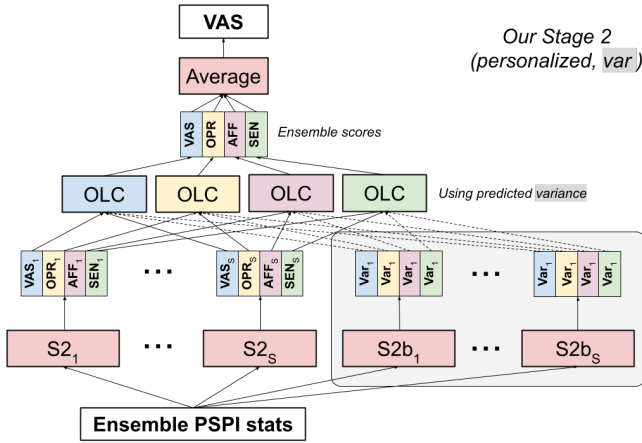 VAS
Our Stage 2
(personalized, var)
Average
VAS OPR AFF SEN
Ensemble scores
OLC OLC OLC OLC
Using predicted variance
VAS1 OPR1 AFF1 SEN1 ... VASS OPRS AFFS SENS Var1 Var1 Var1 Var1 ... Var1 Var1 Var1 Var1
S21 ... S2S S2b1 ... S2bS
Ensemble PSPI stats